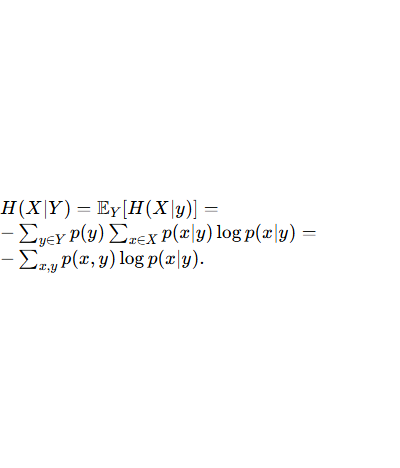 H(X|Y) = 𝔼_Y[H(X|y)] =
− ∑_{y∈Y} p(y) ∑_{x∈X} p(x|y) log p(x|y) =
− ∑_{x,y} p(x, y) log p(x|y).